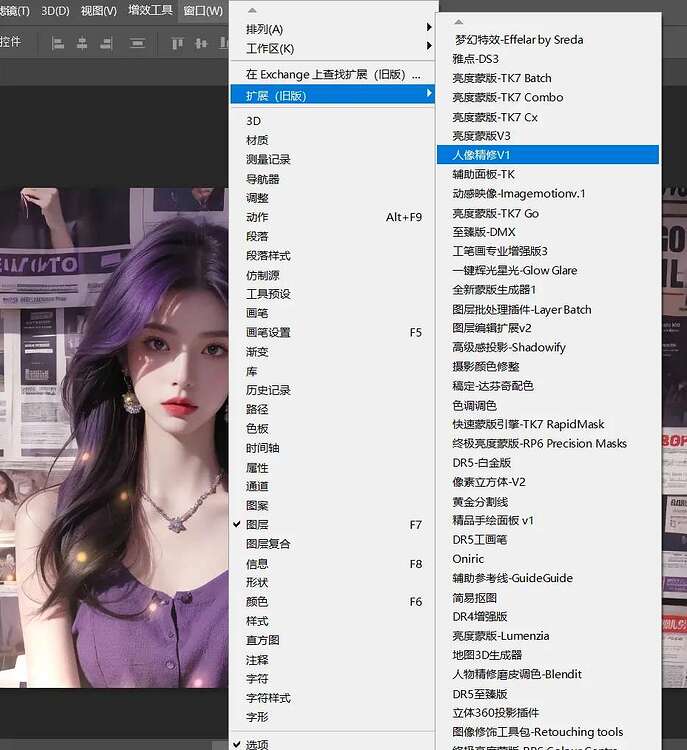 滤镜(T) 3D(D) 视图(V) 增效工具 窗口(W)
控件
排列(A)
工作区(K)
在 Exchange 上查找扩展（旧版）...
扩展（旧版）
3D
材质
测量记录
导航器
调整
动作 Alt+F9
段落
段落样式
仿制源
工具预设
画笔
画笔设置 F5
渐变
库
历史记录
路径
色板
时间轴
属性
通道
图案
图层 F7
图层复合
信息 F8
形状
颜色 F6
样式
直方图
注释
字符
字符样式
字形
选项
梦幻特效-Effelar by Sreda
雅点-DS3
亮度蒙版-TK7 Batch
亮度蒙版-TK7 Combo
亮度蒙版-TK7 Cx
亮度蒙版V3
人像精修V1
辅助面板-TK
动感映像-Imagemotionv.1
亮度蒙版-TK7 Go
至臻版-DMX
工笔画专业增强版3
一键辉光星光-Glow Glare
全新蒙版生成器1
图层批处理插件-Layer Batch
图层编辑扩展v2
高级感投影-Shadowify
摄影颜色修整
稿定-达芬奇配色
色调调色
快速蒙版引擎-TK7 RapidMask
终极亮度蒙版-RP6 Precision Masks
DR5-白金版
像素立方体-V2
黄金分割线
精品手绘面板 v1
DR5工画笔
Oniric
辅助参考线-GuideGuide
简易抠图
DR4增强版
亮度蒙版-Lumenzia
地图3D生成器
人物精修磨皮调色-Blendit
DR5至臻版
立体360投影插件
图像修饰工具包-Retouching tools